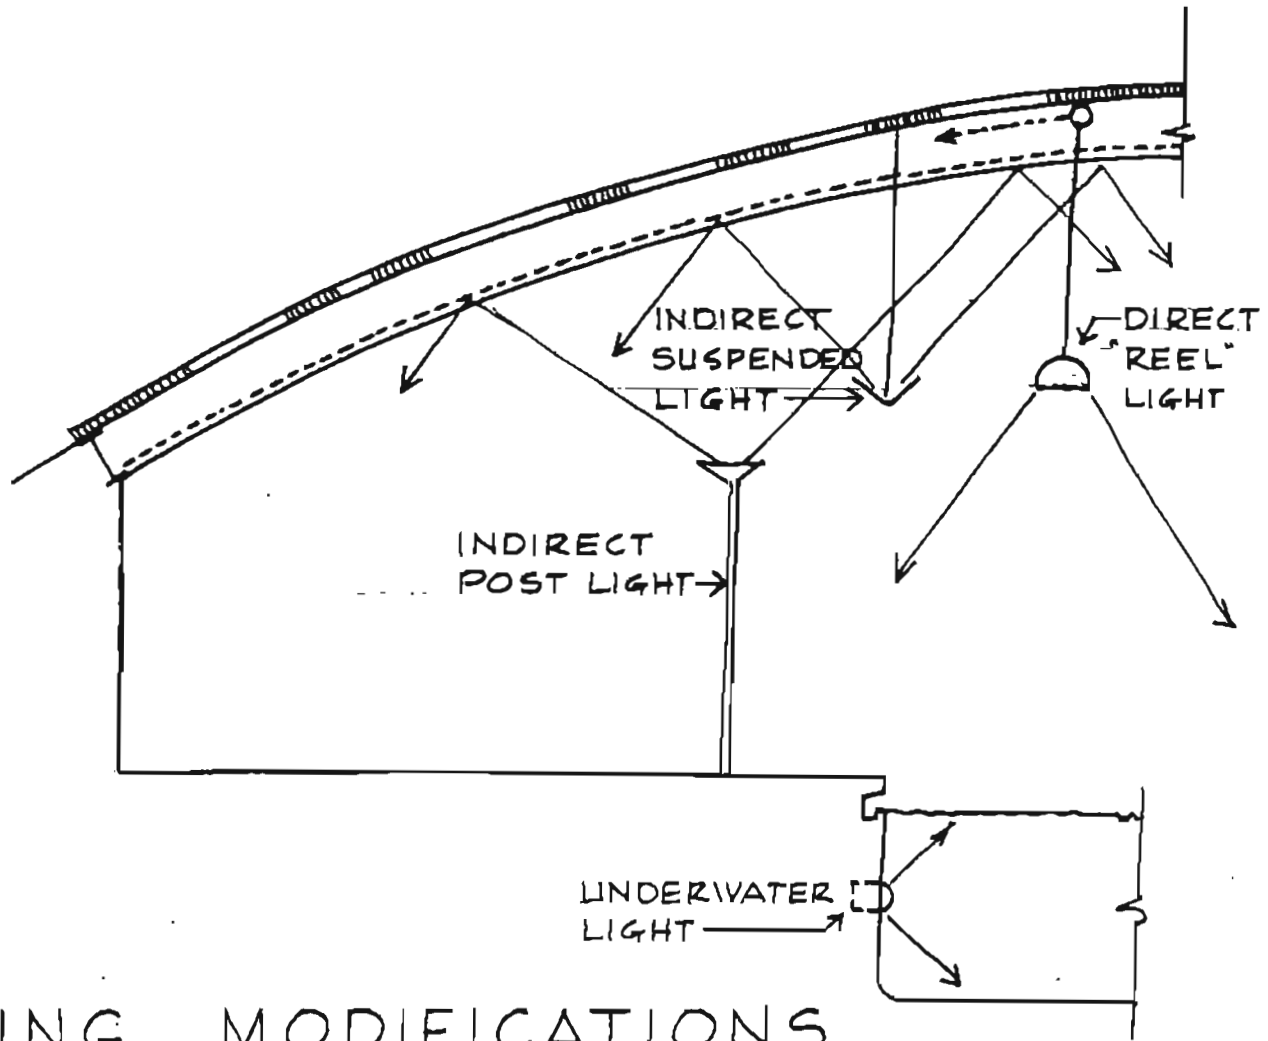 INDIRECT
SUSPENDED
LIGHT
DIRECT
"REEL"
LIGHT
INDIRECT
POST LIGHT
UNDERWATER
LIGHT
ING MODIFICATIONS